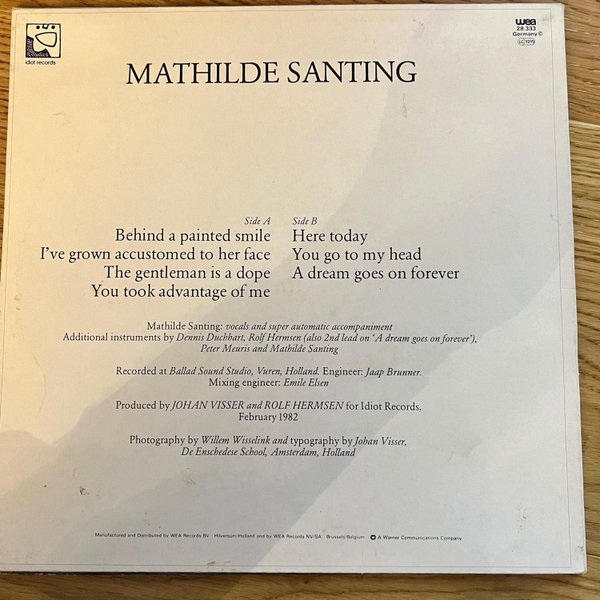 idiot records
wea
28.333
Germany ©
LC 1015
MATHILDE SANTING
Side A
Behind a painted smile
I've grown accustomed to her face
The gentleman is a dope
You took advantage of me
Side B
Here today
You go to my head
A dream goes on forever
Mathilde Santing: vocals and super automatic accompaniment
Additional instruments by Dennis Duchhart, Rolf Hermsen (also 2nd lead on 'A dream goes on forever'),
Peter Meuris and Mathilde Santing
Recorded at Ballad Sound Studio, Vuren, Holland. Engineer: Jaap Brunner.
Mixing engineer: Emile Elsen
Produced by JOHAN VISSER and ROLF HERMSEN for Idiot Records,
February 1982
Photography by Willem Wisselink and typography by Johan Visser,
De Enschedese School, Amsterdam, Holland
Manufactured and Distributed by WEA Records BV · Hilversum-Holland and by WEA Records NV/SA · Brussels/Belgium A Warner Communications Company